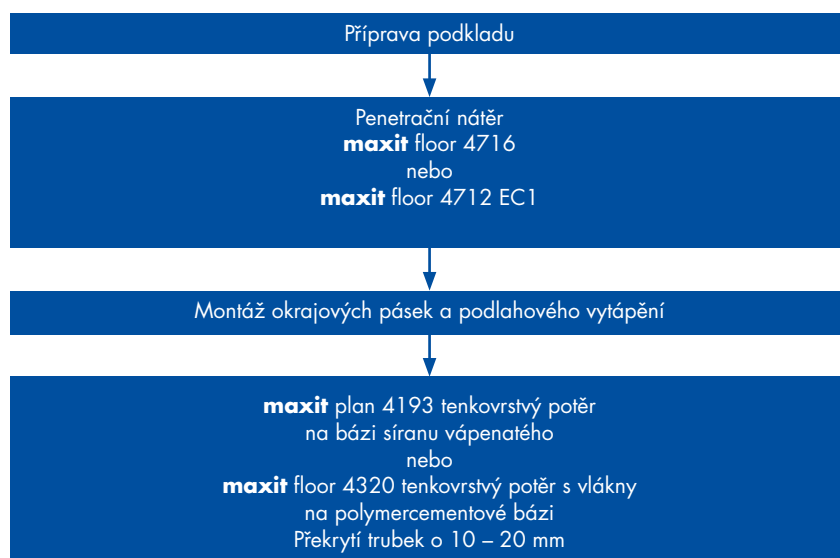 Příprava podkladu
Penetrační nátěr
maxit floor 4716
nebo
maxit floor 4712 EC1
Montáž okrajových pásek a podlahového vytápění
maxit plan 4193 tenkovrstvý potěr
na bázi síranu vápenatého
nebo
maxit floor 4320 tenkovrstvý potěr s vlákny
na polymercementové bázi
Překrytí trubek o 10 – 20 mm